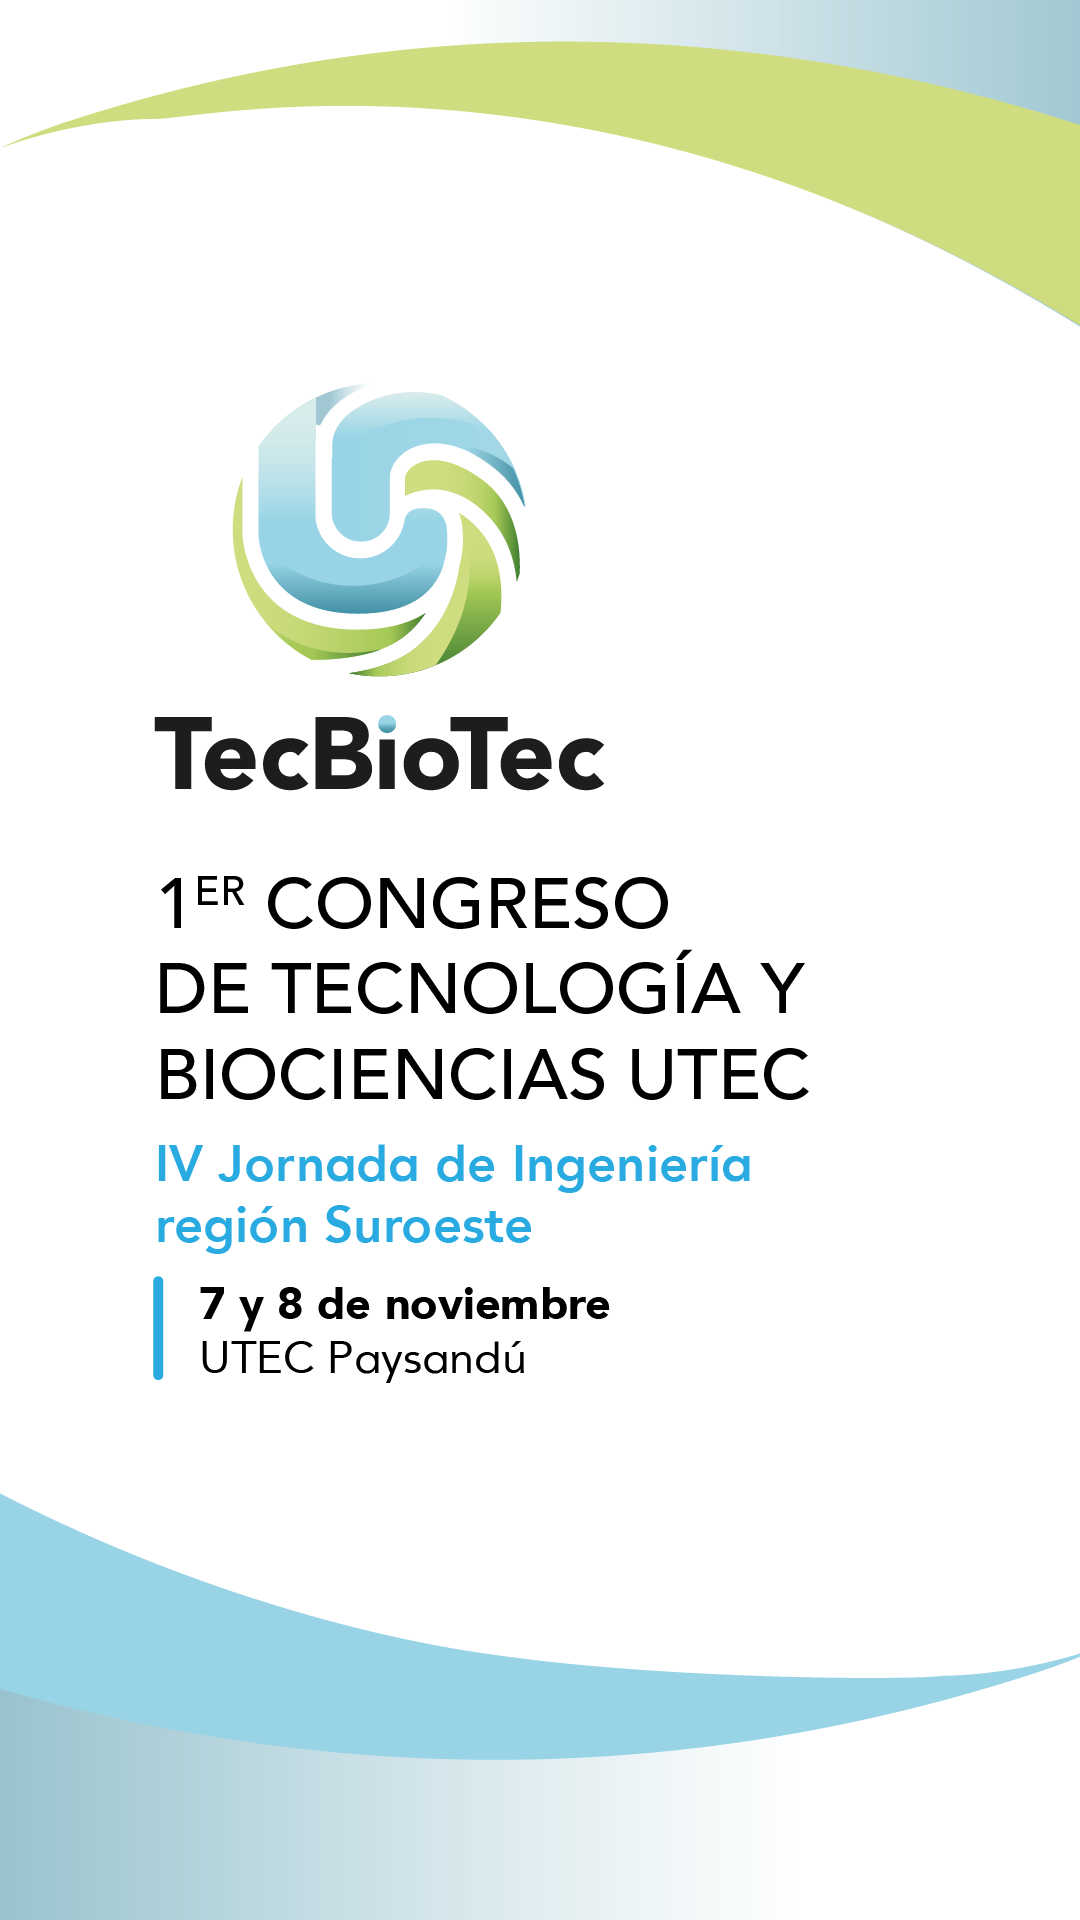 TecBioTec
1ER CONGRESO
DE TECNOLOGÍA Y
BIOCIENCIAS UTEC
IV Jornada de Ingeniería
región Suroeste
7 y 8 de noviembre
UTEC Paysandú